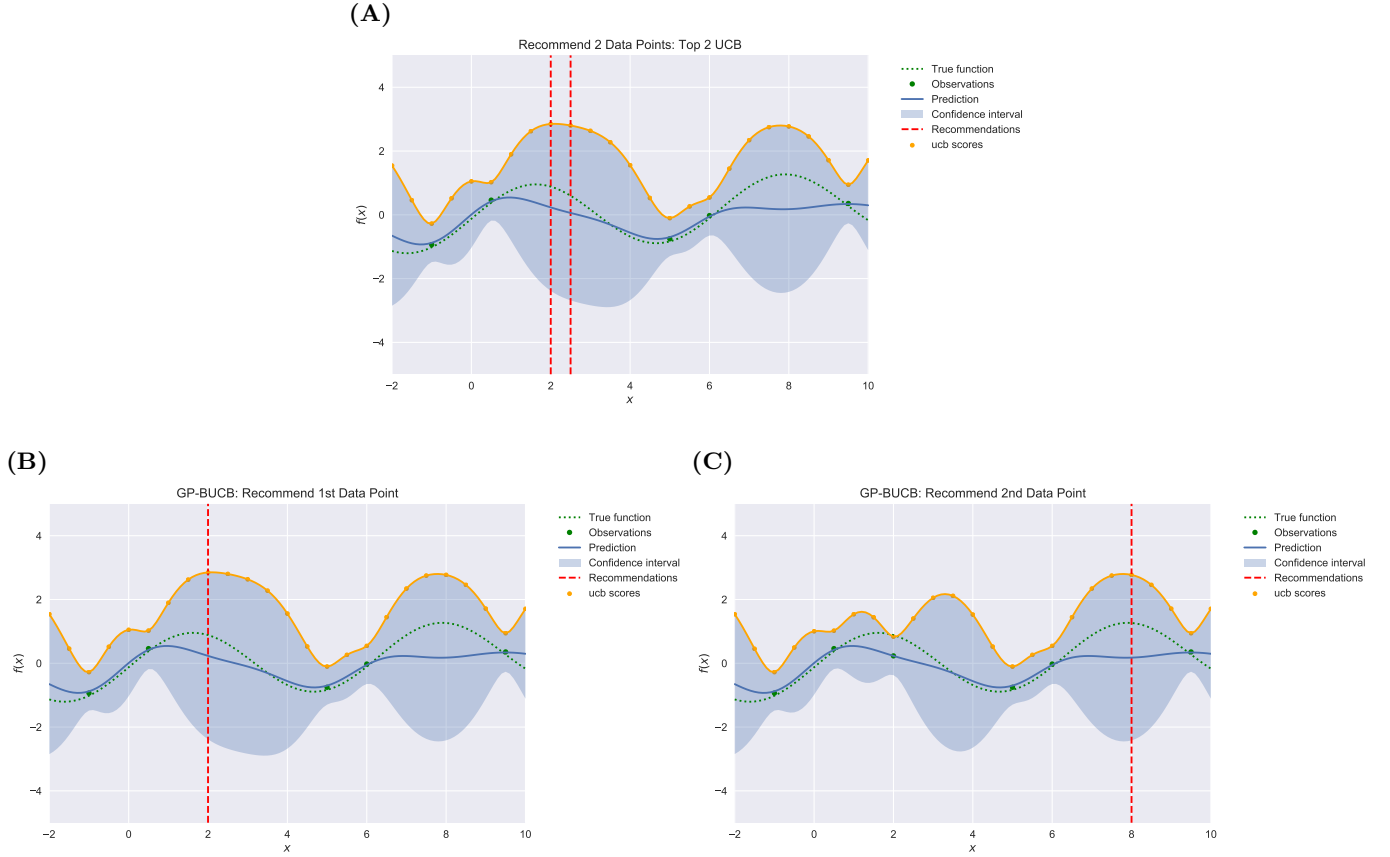 (A)
Recommend 2 Data Points: Top 2 UCB
4
2
0
−2
−4
f(x)
−2 0 2 4 6 8 10
x
True function
Observations
Prediction
Confidence interval
Recommendations
ucb scores
(B)
GP-BUCB: Recommend 1st Data Point
4
2
0
−2
−4
f(x)
−2 0 2 4 6 8 10
x
True function
Observations
Prediction
Confidence interval
Recommendations
ucb scores
(C)
GP-BUCB: Recommend 2nd Data Point
4
2
0
−2
−4
f(x)
−2 0 2 4 6 8 10
x
True function
Observations
Prediction
Confidence interval
Recommendations
ucb scores